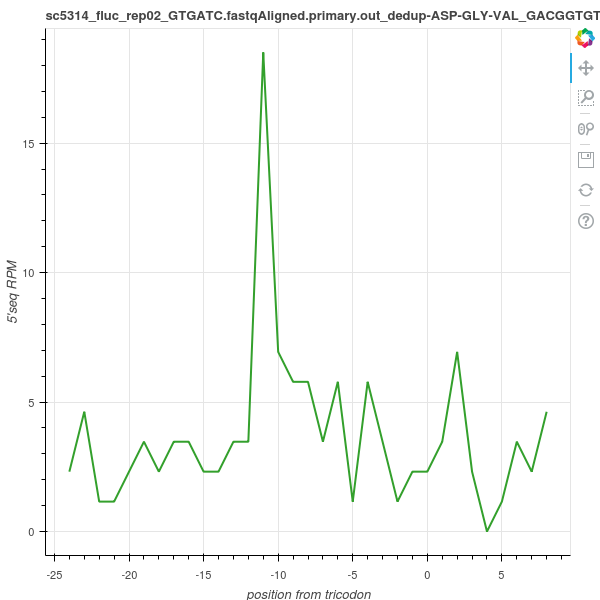 sc5314_fluc_rep02_GTGATC.fastqAligned.primary.out_dedup-ASP-GLY-VAL_GACGGTGT
15
10
5
0
5'seq RPM
-25 -20 -15 -10 -5 0 5
position from tricodon